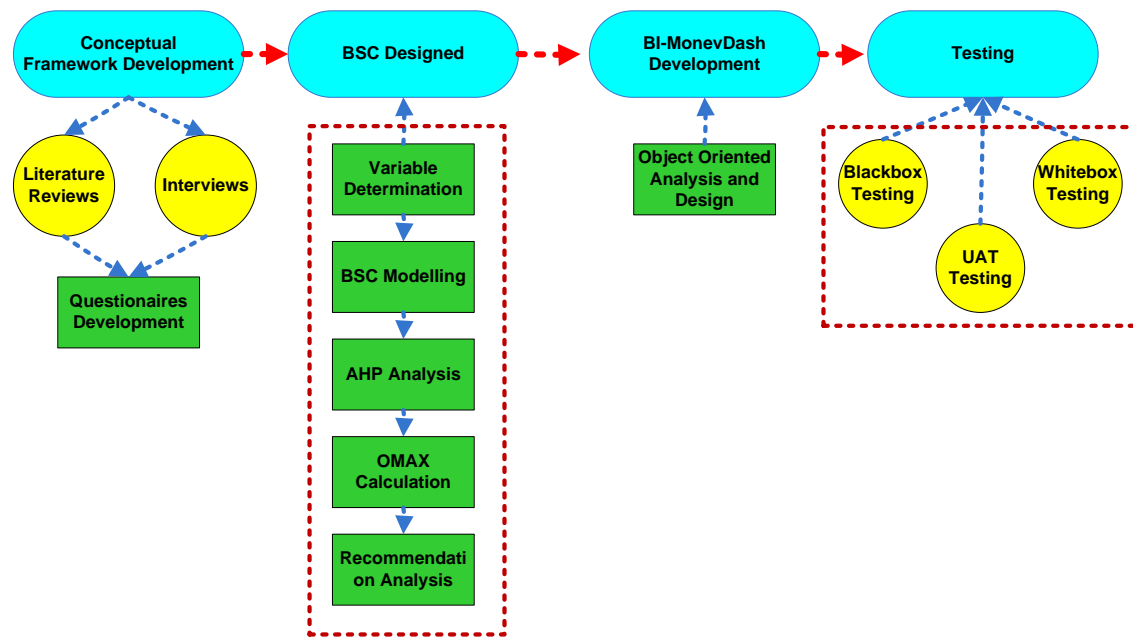 Conceptual
Framework Development
BSC Designed
BI-MonevDash
Development
Testing
Literature
Reviews
Interviews
Questionaires
Development
Variable
Determination
BSC Modelling
AHP Analysis
OMAX
Calculation
Recommendati
on Analysis
Object Oriented
Analysis and
Design
Blackbox
Testing
UAT
Testing
Whitebox
Testing